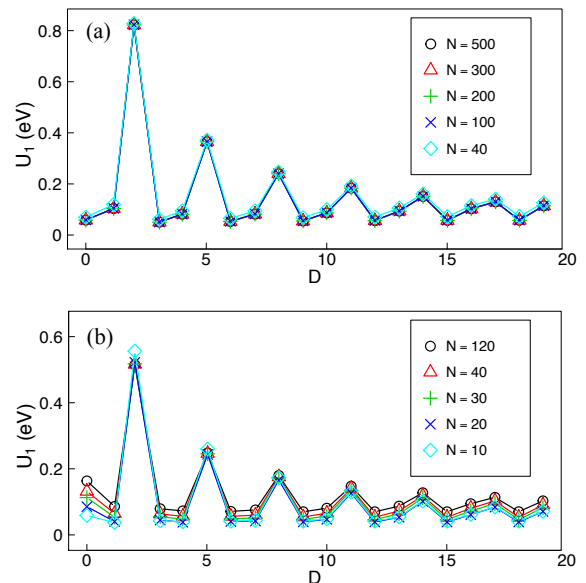 (a)
U1 (eV)
0.8
0.6
0.4
0.2
0
N = 500
N = 300
N = 200
N = 100
N = 40
0 5 10 15 20
D
(b)
U1 (eV)
0.6
0.4
0.2
0
N = 120
N = 40
N = 30
N = 20
N = 10
0 5 10 15 20
D